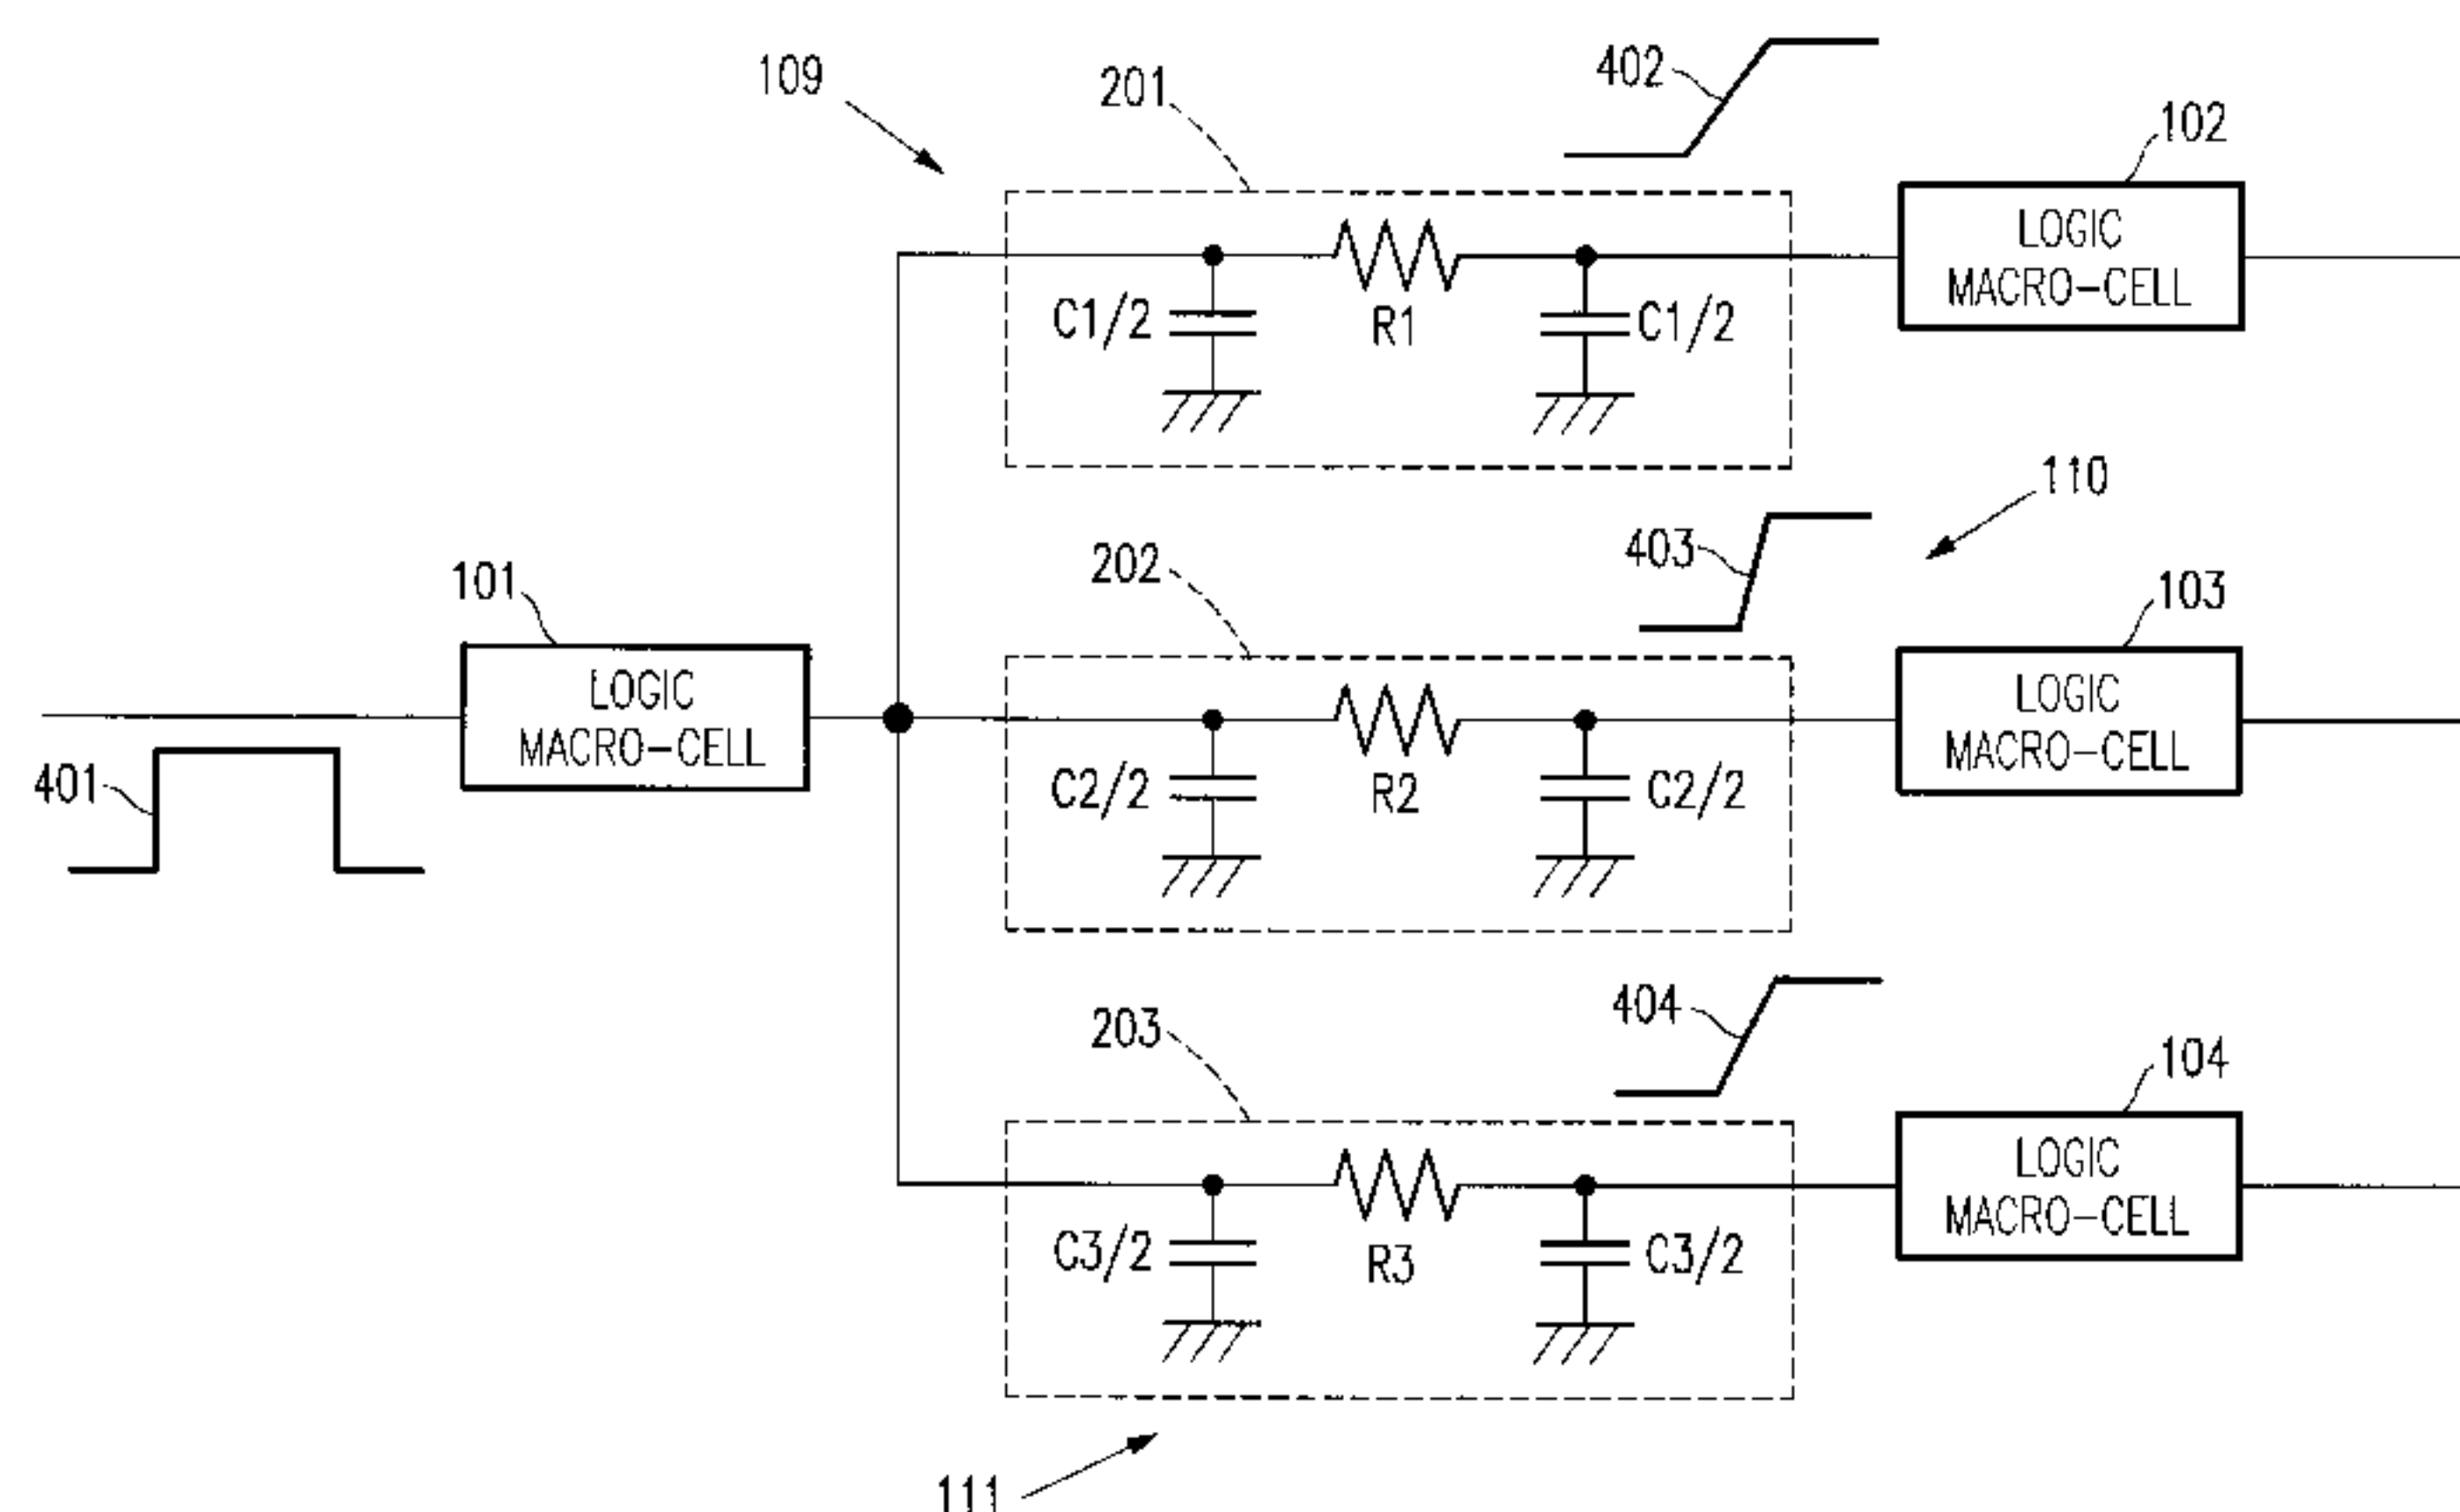 109
201
402
102
LOGIC
MACRO-CELL
C1/2
R1
C1/2
110
101
202
403
103
LOGIC
MACRO-CELL
LOGIC
MACRO-CELL
401
C2/2
R2
C2/2
203
404
104
LOGIC
MACRO-CELL
C3/2
R3
C3/2
111